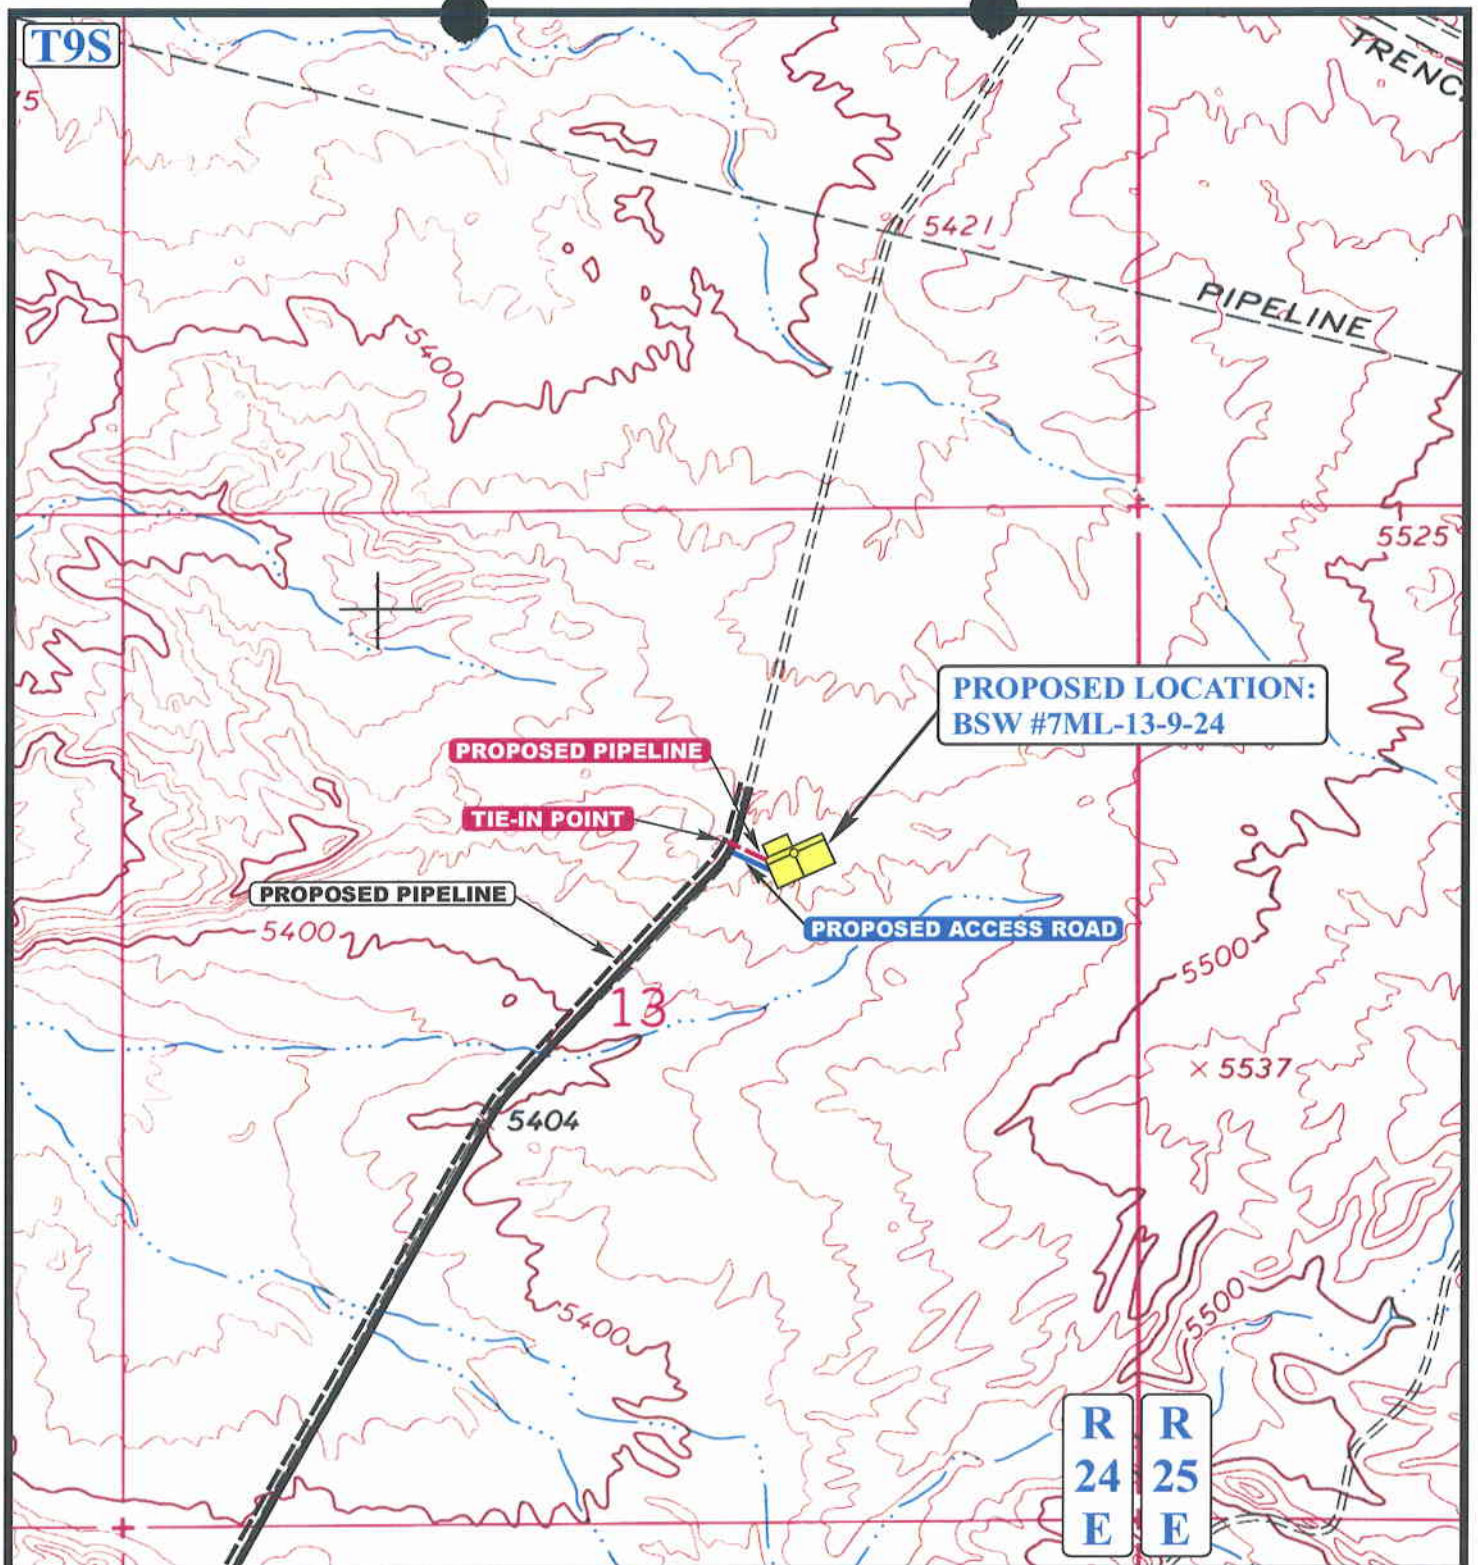 T9S
TRENC
5
5421
PIPELINE
5400
5525
PROPOSED LOCATION:
BSW #7ML-13-9-24
PROPOSED PIPELINE
TIE-IN POINT
PROPOSED PIPELINE
PROPOSED ACCESS ROAD
5400
5500
13
5537
5404
5500
5400
R
24
E
R
25
E